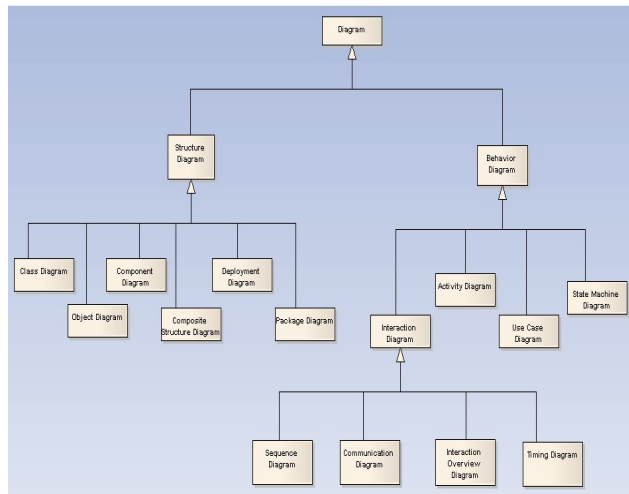 Diagram
Structure
Diagram
Behavior
Diagram
Class Diagram
Component
Diagram
Deployment
Diagram
Object Diagram
Composite
Structure Diagram
Package Diagram
Activity Diagram
State Machine
Diagram
Interaction
Diagram
Use Case
Diagram
Sequence
Diagram
Communication
Diagram
Interaction
Overview
Diagram
Timing Diagram